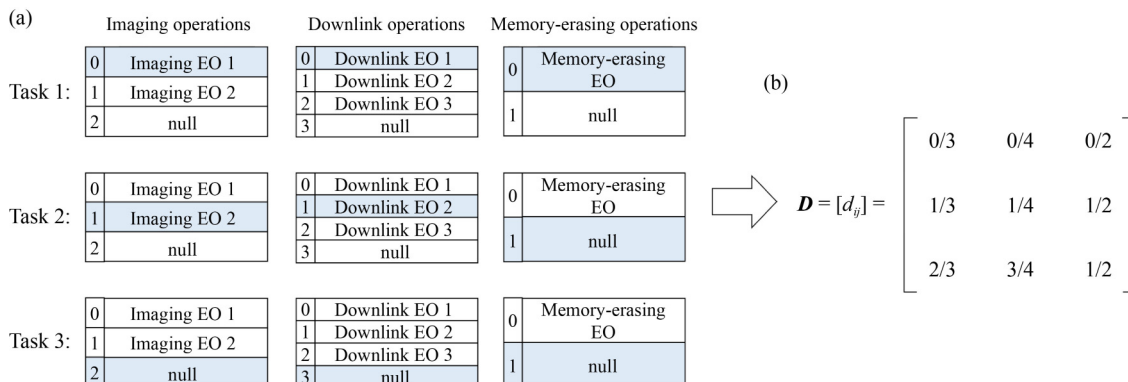 (a)
Imaging operations Downlink operations Memory-erasing operations
Task 1:
0 Imaging EO 1
1 Imaging EO 2
2 null
0 Downlink EO 1
1 Downlink EO 2
2 Downlink EO 3
3 null
0 Memory-erasing
EO
1 null
Task 2:
0 Imaging EO 1
1 Imaging EO 2
2 null
0 Downlink EO 1
1 Downlink EO 2
2 Downlink EO 3
3 null
0 Memory-erasing
EO
1 null
Task 3:
0 Imaging EO 1
1 Imaging EO 2
2 null
0 Downlink EO 1
1 Downlink EO 2
2 Downlink EO 3
3 null
0 Memory-erasing
EO
1 null
(b)
D = [dij] =
0/3 0/4 0/2
1/3 1/4 1/2
2/3 3/4 1/2